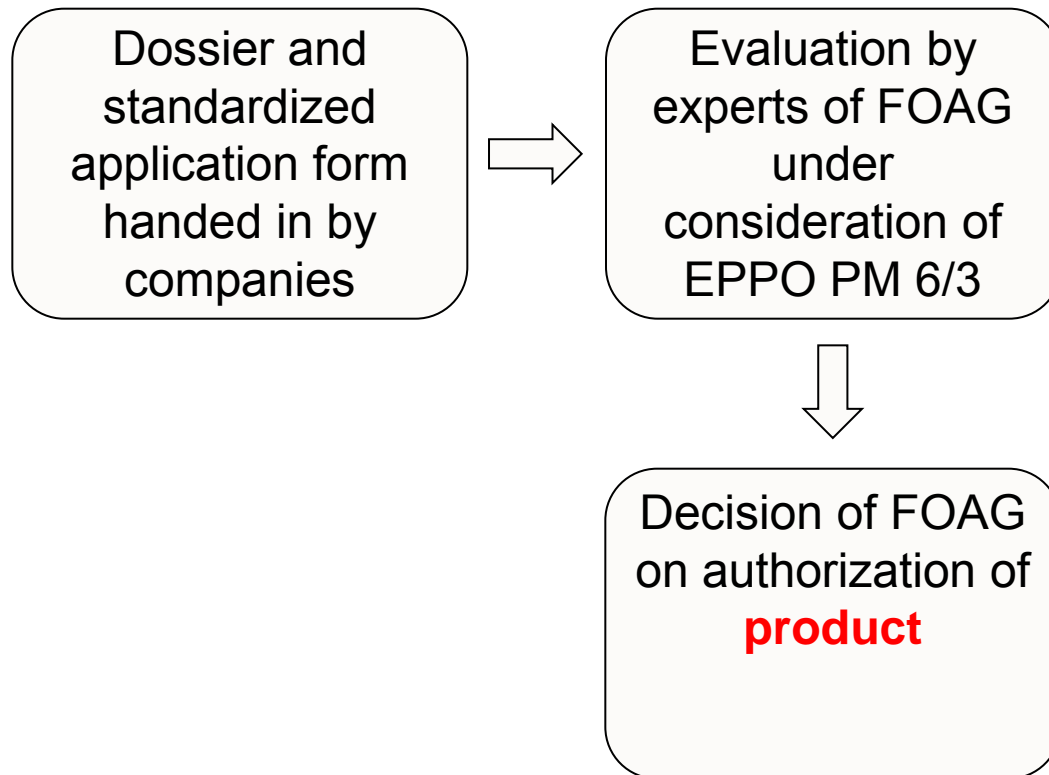 Dossier and
standardized
application form
handed in by
companies
Evaluation by
experts of FOAG
under
consideration of
EPPO PM 6/3
Decision of FOAG
on authorization of
product